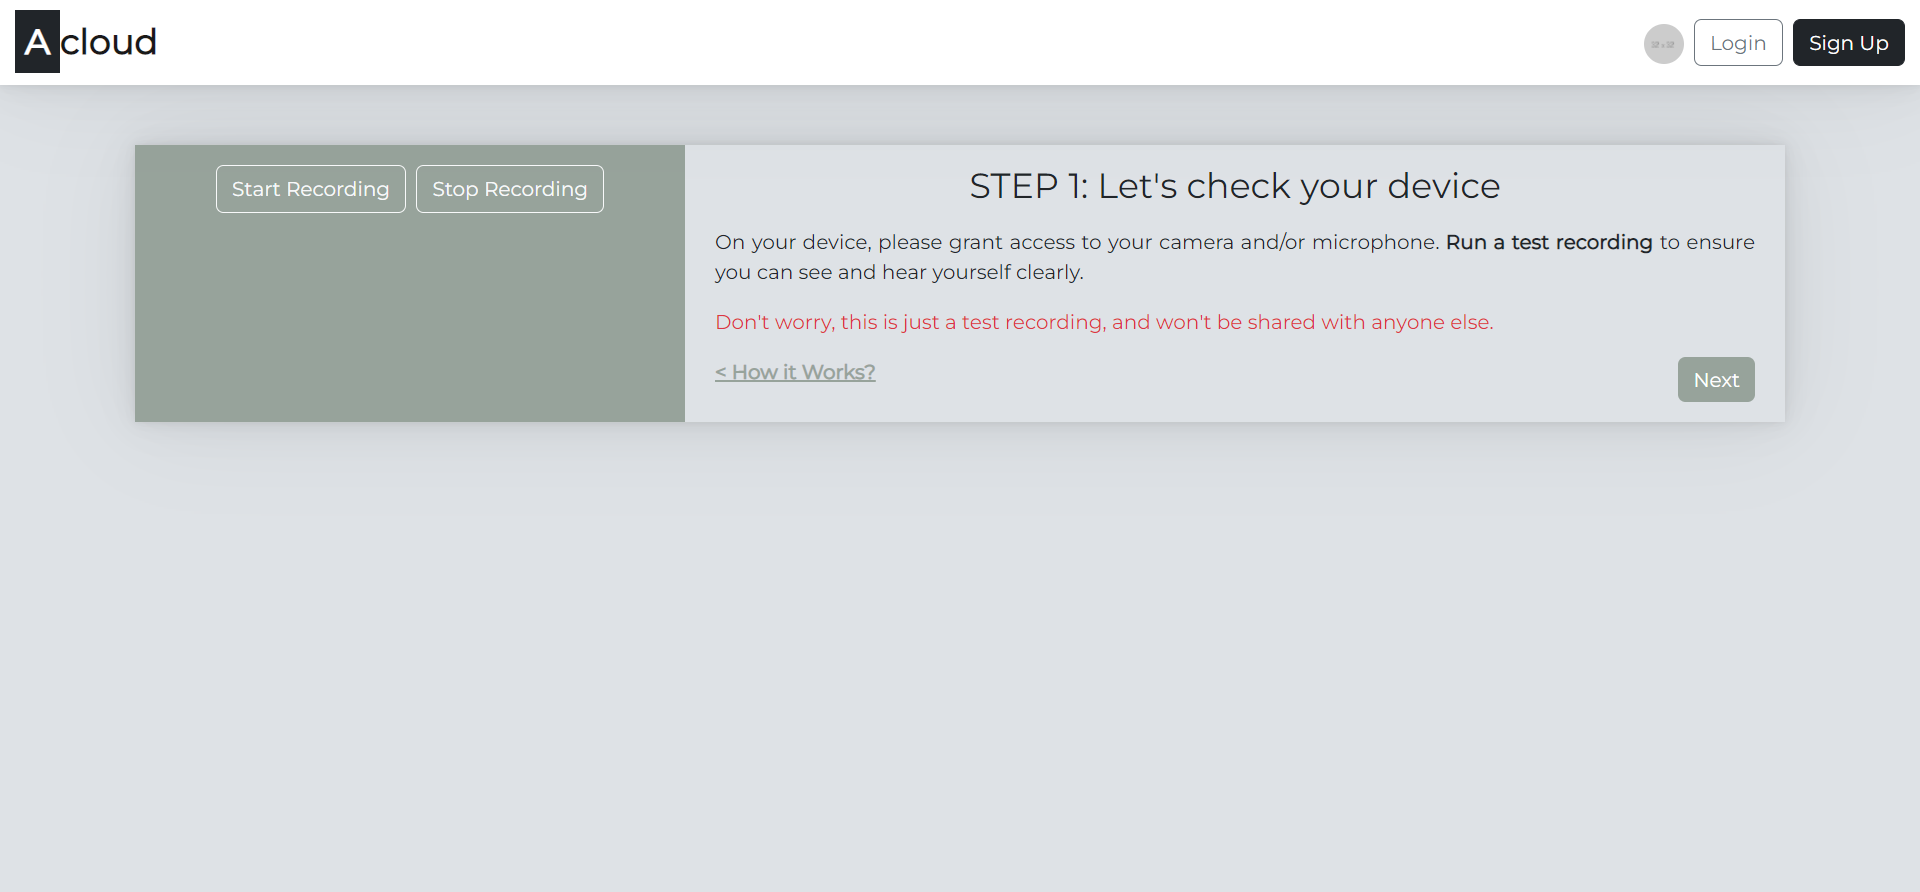 A cloud
Login
Sign Up
Start Recording
Stop Recording
STEP 1: Let's check your device
On your device, please grant access to your camera and/or microphone. Run a test recording to ensure
you can see and hear yourself clearly.
Don't worry, this is just a test recording, and won't be shared with anyone else.
< How it Works?
Next